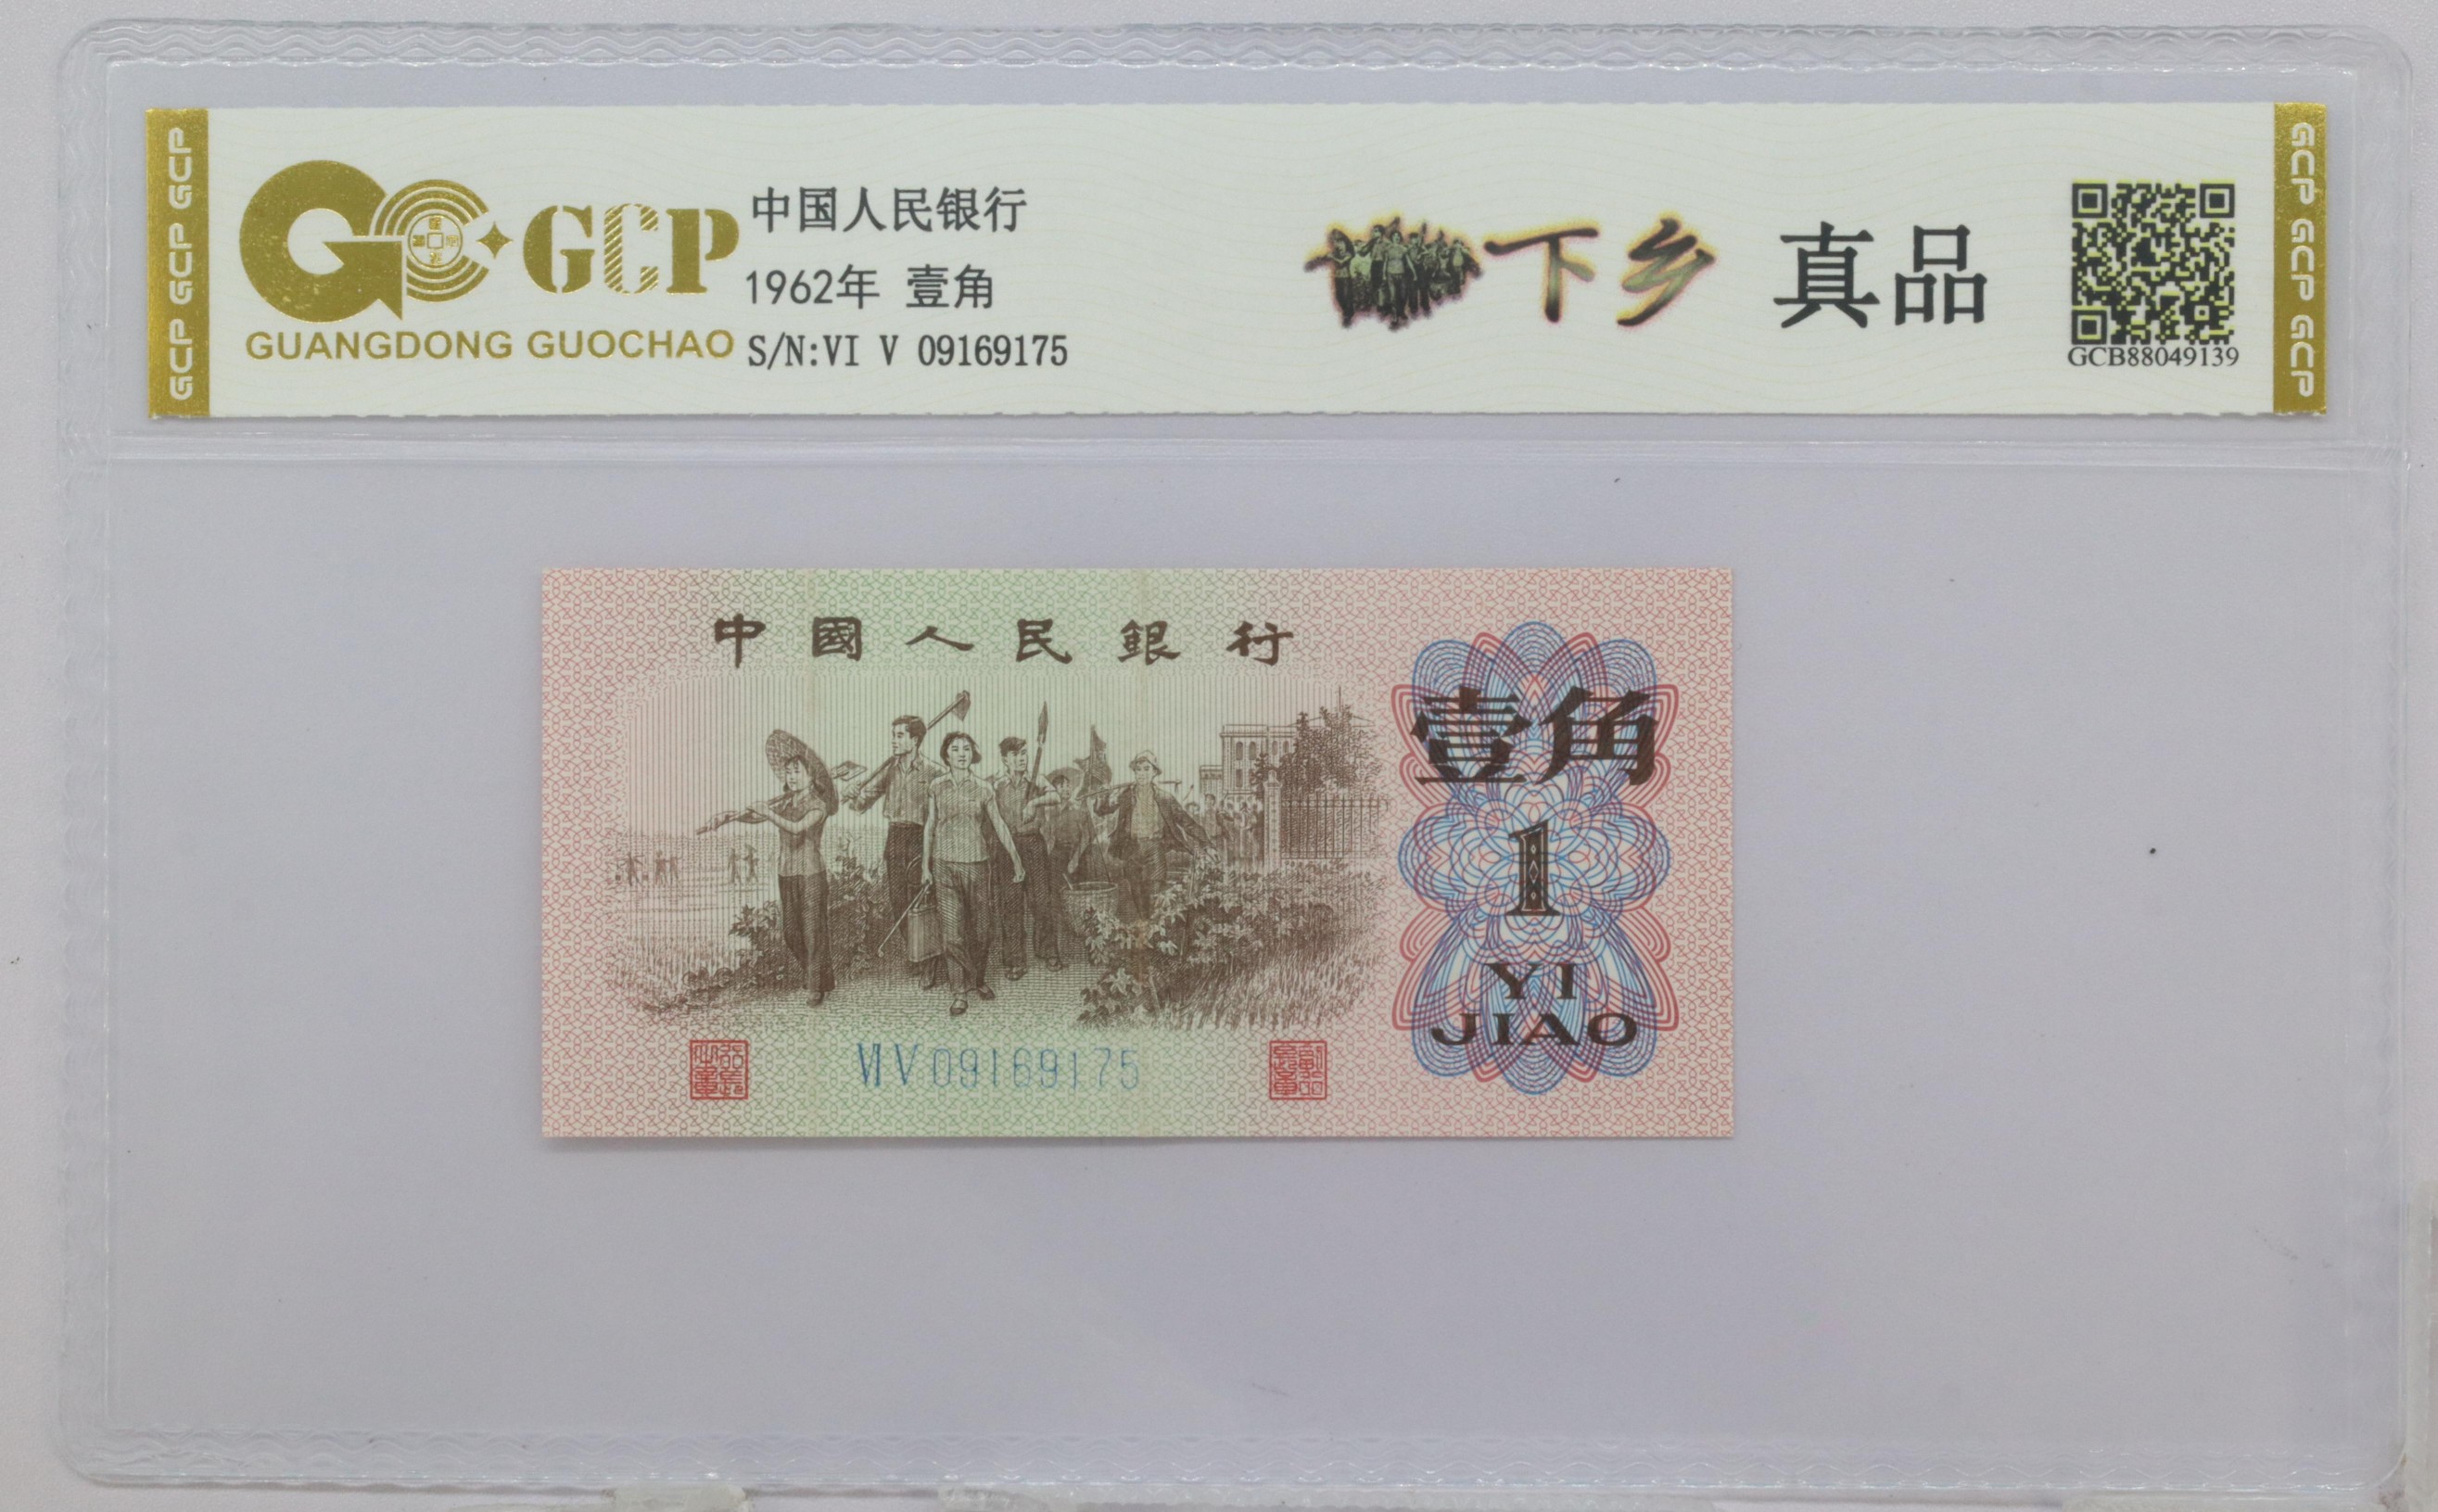 GCP GCP GCP
GCP
GUANGDONG GUOCHAO
中国人民银行
1962年 壹角
S/N:VI V 09169175
下乡 真品
GCB88049139
GCP GCP GCP
中國人民銀行
壹角
1
YI
JIAO
VI V 09169175